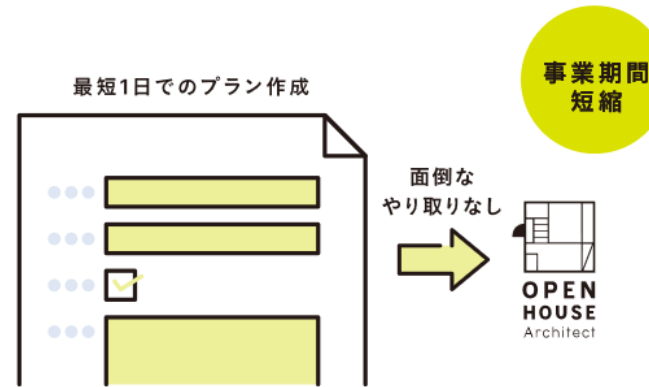 事業期間
短縮
最短1日でのプラン作成
面倒な
やり取りなし
OPEN
HOUSE
Architect